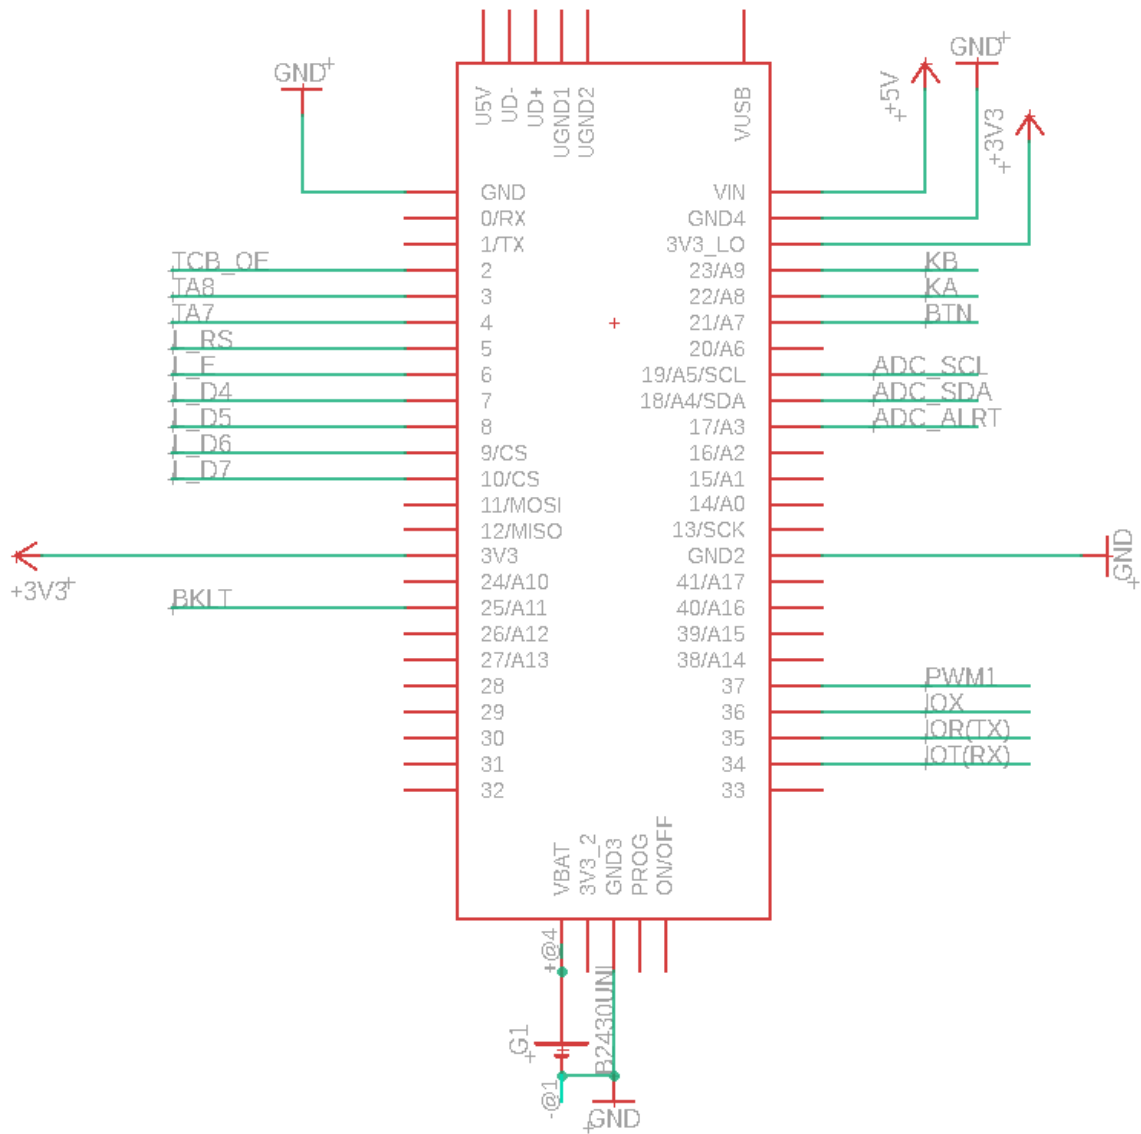 GND
+5V
GND
+3V3
U5V
UD-
UD+
UGND1
UGND2
VUSB
GND
VIN
0/RX
GND4
1/TX
3V3_LO
TCB_OE
2
23/A9
KB
TA8
3
22/A8
KA
TA7
4
21/A7
BTN
L_RS
5
20/A6
L_E
6
19/A5/SCL
ADC_SCL
L_D4
7
18/A4/SDA
ADC_SDA
L_D5
8
17/A3
ADC_ALRT
L_D6
9/CS
16/A2
L_D7
10/CS
15/A1
11/MOSI
14/A0
12/MISO
13/SCK
+3V3
3V3
GND2
GND
24/A10
41/A17
BKLT
25/A11
40/A16
26/A12
39/A15
27/A13
38/A14
28
37
PWM1
29
36
IOX
30
35
IOR(TX)
31
34
IOT(RX)
32
33
VBAT
3V3_2
GND3
PROG
ON/OFF
+@4
G1
B2430UNI
-@1
GND